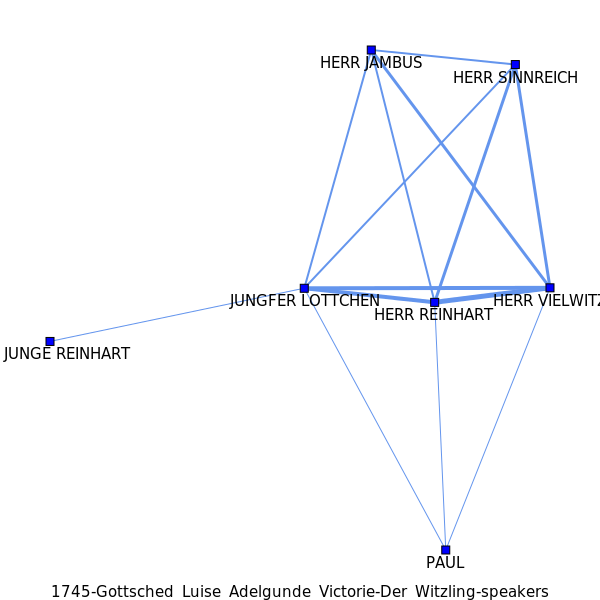 HERR JAMBUS
HERR SINNREICH
JUNGFER LOTTCHEN
HERR VIELWITZ
HERR REINHART
JUNGE REINHART
PAUL
1745-Gottsched Luise Adelgunde Victorie-Der Witzling-speakers